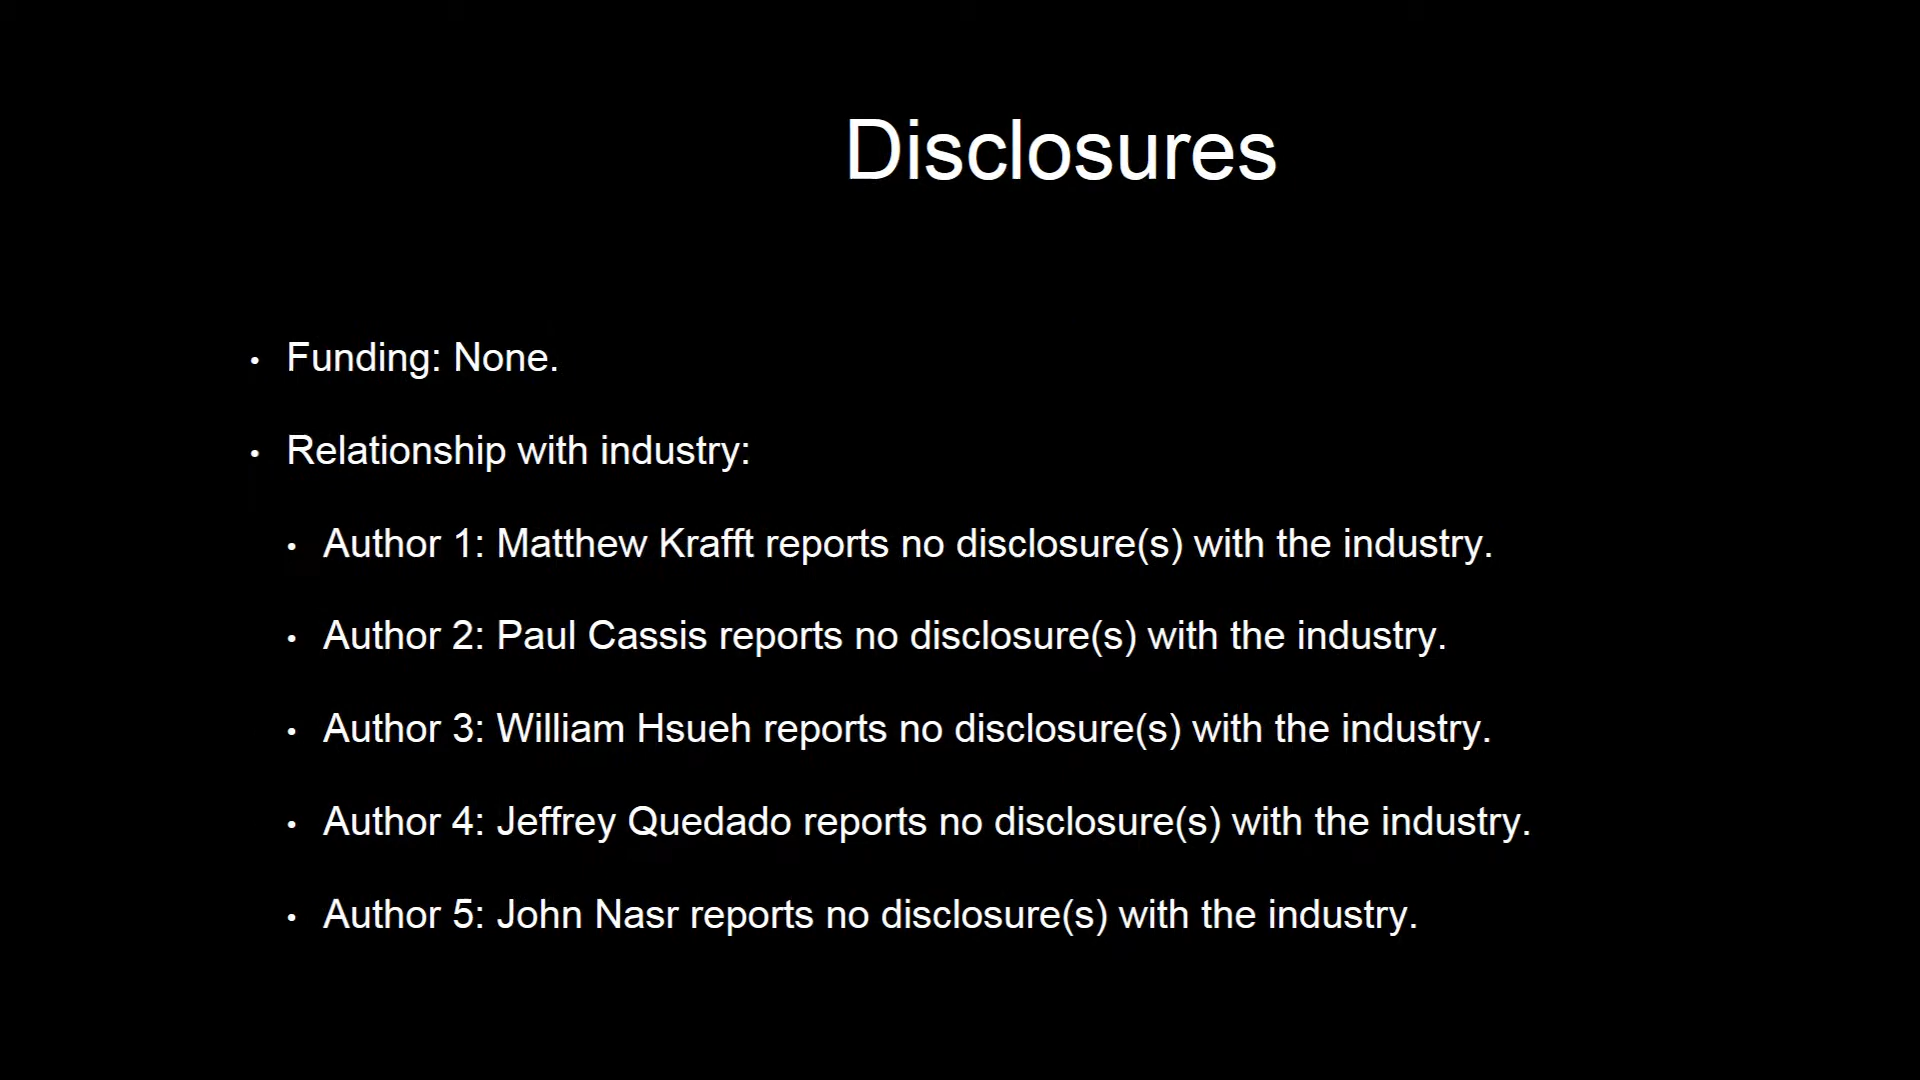 Disclosures
• Funding: None.
• Relationship with industry:
• Author 1: Matthew Krafft reports no disclosure(s) with the industry.
• Author 2: Paul Cassis reports no disclosure(s) with the industry.
• Author 3: William Hsueh reports no disclosure(s) with the industry.
• Author 4: Jeffrey Quedado reports no disclosure(s) with the industry.
• Author 5: John Nasr reports no disclosure(s) with the industry.